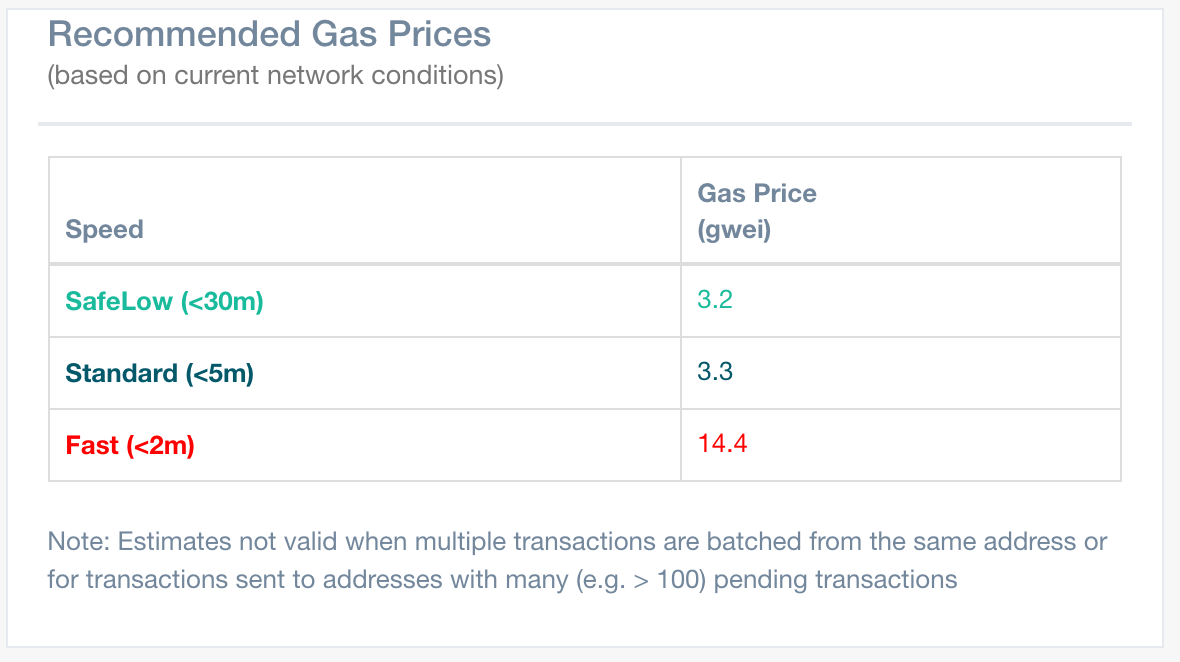 Recommended Gas Prices
(based on current network conditions)
Speed
Gas Price
(gwei)
SafeLow (<30m)
3.2
Standard (<5m)
3.3
Fast (<2m)
14.4
Note: Estimates not valid when multiple transactions are batched from the same address or
for transactions sent to addresses with many (e.g. > 100) pending transactions